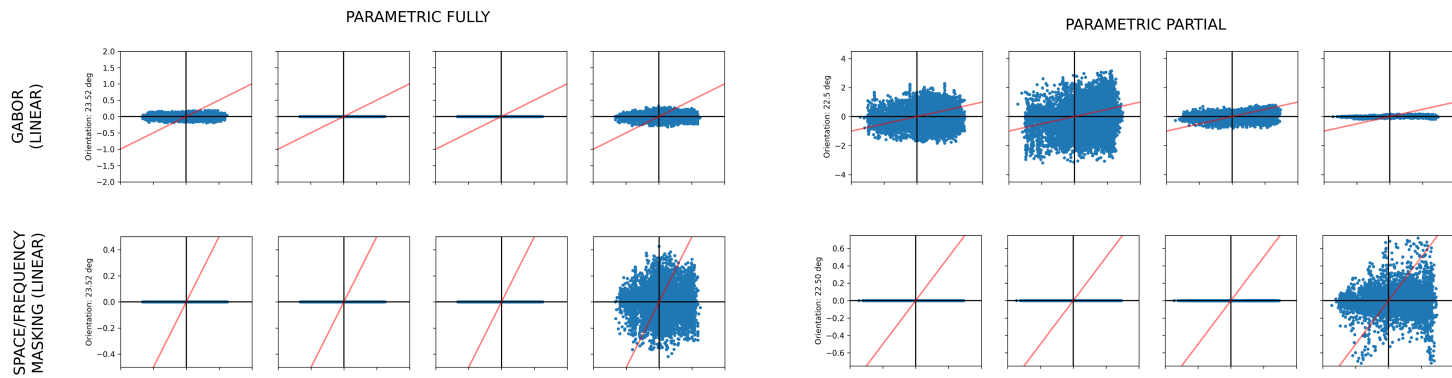 PARAMETRIC FULLY
PARAMETRIC PARTIAL
GABOR
(LINEAR)
Orientation: 23.52 deg
2.0
1.5
1.0
0.5
0.0
−0.5
−1.0
−1.5
−2.0
Orientation: 22.5 deg
4
2
0
−2
−4
SPACE/FREQUENCY
MASKING (LINEAR)
Orientation: 23.52 deg
0.4
0.2
0.0
−0.2
−0.4
Orientation: 22.50 deg
0.6
0.4
0.2
0.0
−0.2
−0.4
−0.6